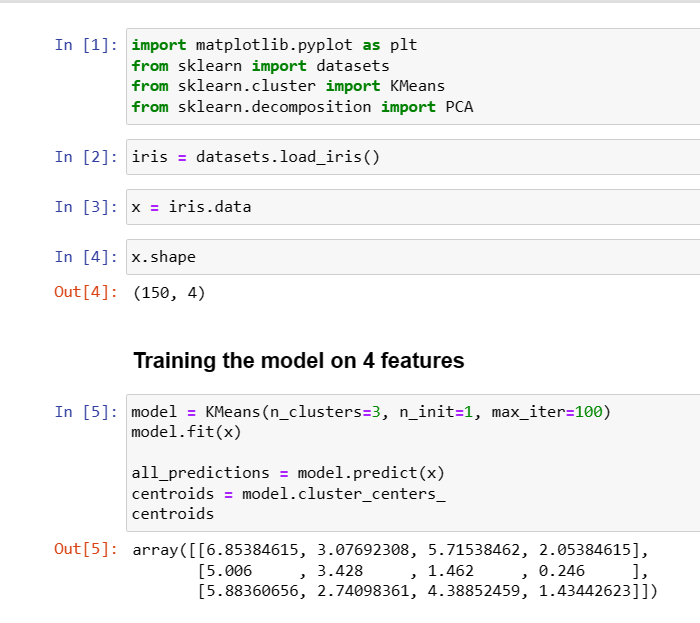 In [1]: import matplotlib.pyplot as plt
from sklearn import datasets
from sklearn.cluster import KMeans
from sklearn.decomposition import PCA
In [2]: iris = datasets.load_iris()
In [3]: x = iris.data
In [4]: x.shape
Out[4]: (150, 4)
Training the model on 4 features
In [5]: model = KMeans(n_clusters=3, n_init=1, max_iter=100)
model.fit(x)
all_predictions = model.predict(x)
centroids = model.cluster_centers_
centroids
Out[5]: array([[6.85384615, 3.07692308, 5.71538462, 2.05384615],
[5.006     , 3.428     , 1.462     , 0.246     ],
[5.88360656, 2.74098361, 4.38852459, 1.43442623]])